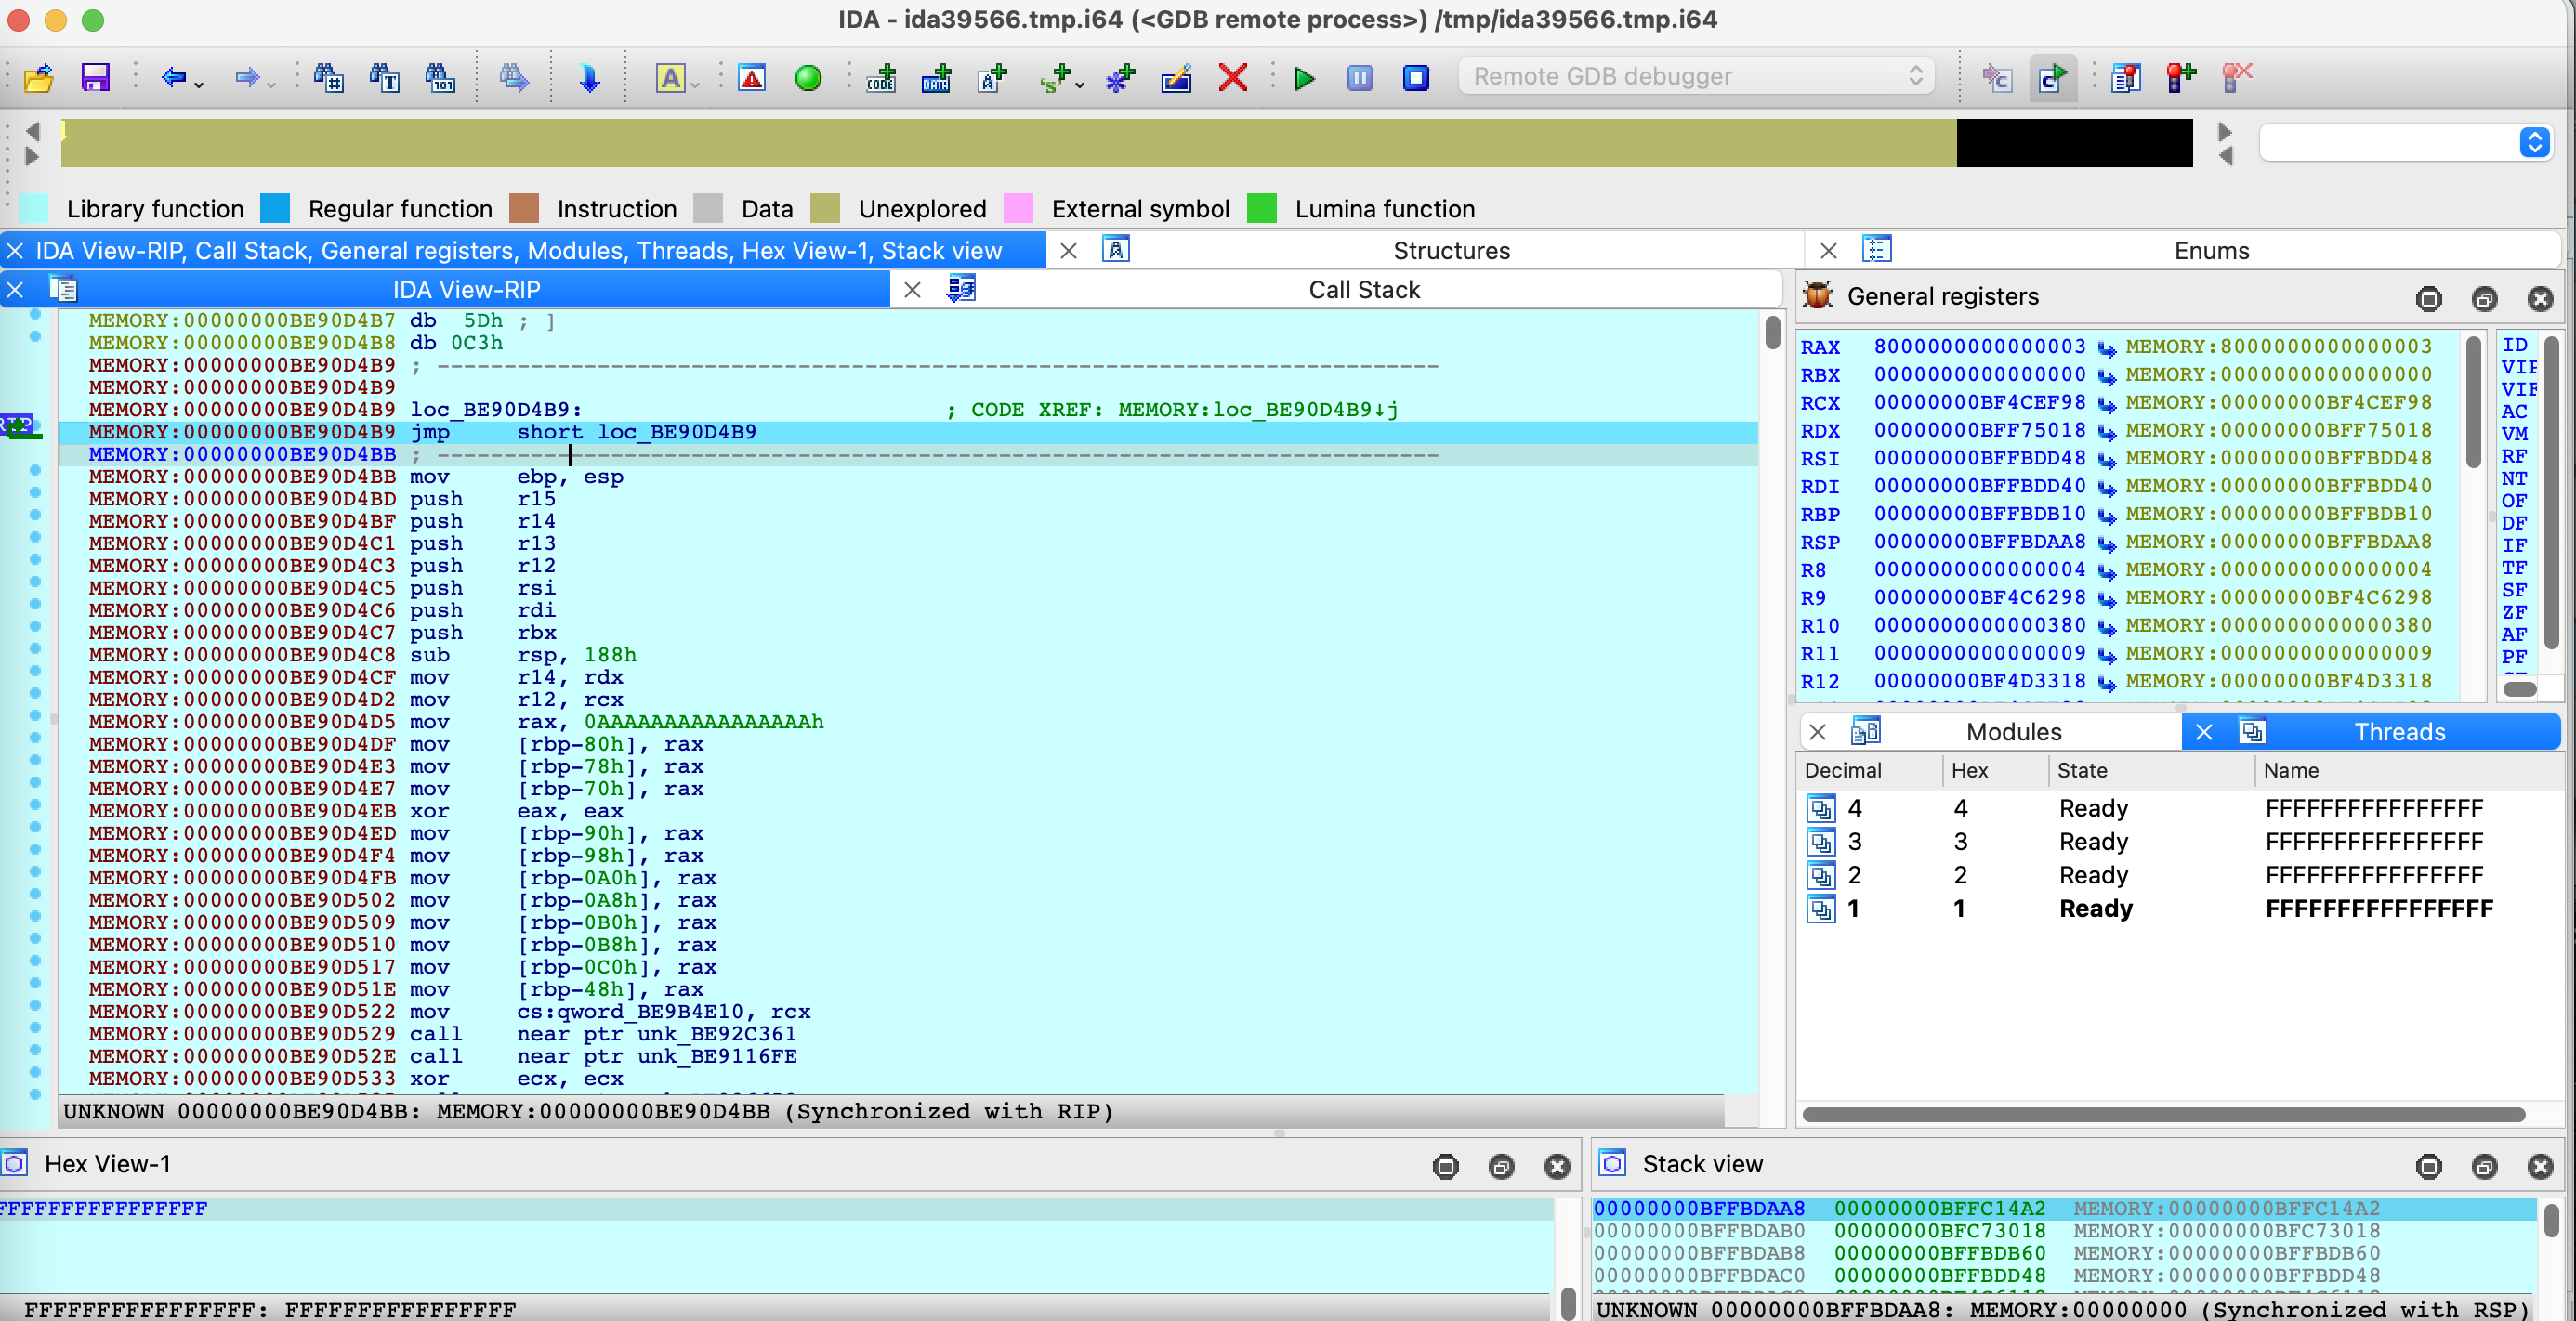 IDA - ida39566.tmp.i64 (<GDB remote process>) /tmp/ida39566.tmp.i64
Remote GDB debugger
Library function Regular function Instruction Data Unexplored External symbol Lumina function
IDA View-RIP, Call Stack, General registers, Modules, Threads, Hex View-1, Stack view
Structures
Enums
IDA View-RIP
Call Stack
MEMORY:00000000BE90D4B7 db 5Dh ; ]
MEMORY:00000000BE90D4B8 db 0C3h
MEMORY:00000000BE90D4B9 ; ---------------------------------------------------------------------------
MEMORY:00000000BE90D4B9
MEMORY:00000000BE90D4B9 loc_BE90D4B9: ; CODE XREF: MEMORY:loc_BE90D4B9↓j
MEMORY:00000000BE90D4B9 jmp short loc_BE90D4B9
MEMORY:00000000BE90D4BB ; ---------------------------------------------------------------------------
MEMORY:00000000BE90D4BB mov ebp, esp
MEMORY:00000000BE90D4BD push r15
MEMORY:00000000BE90D4BF push r14
MEMORY:00000000BE90D4C1 push r13
MEMORY:00000000BE90D4C3 push r12
MEMORY:00000000BE90D4C5 push rsi
MEMORY:00000000BE90D4C6 push rdi
MEMORY:00000000BE90D4C7 push rbx
MEMORY:00000000BE90D4C8 sub rsp, 188h
MEMORY:00000000BE90D4CF mov r14, rdx
MEMORY:00000000BE90D4D2 mov r12, rcx
MEMORY:00000000BE90D4D5 mov rax, 0AAAAAAAAAAAAAAAAh
MEMORY:00000000BE90D4DF mov [rbp-80h], rax
MEMORY:00000000BE90D4E3 mov [rbp-78h], rax
MEMORY:00000000BE90D4E7 mov [rbp-70h], rax
MEMORY:00000000BE90D4EB xor eax, eax
MEMORY:00000000BE90D4ED mov [rbp-90h], rax
MEMORY:00000000BE90D4F4 mov [rbp-98h], rax
MEMORY:00000000BE90D4FB mov [rbp-0A0h], rax
MEMORY:00000000BE90D502 mov [rbp-0A8h], rax
MEMORY:00000000BE90D509 mov [rbp-0B0h], rax
MEMORY:00000000BE90D510 mov [rbp-0B8h], rax
MEMORY:00000000BE90D517 mov [rbp-0C0h], rax
MEMORY:00000000BE90D51E mov [rbp-48h], rax
MEMORY:00000000BE90D522 mov cs:qword_BE9B4E10, rcx
MEMORY:00000000BE90D529 call near ptr unk_BE92C361
MEMORY:00000000BE90D52E call near ptr unk_BE9116FE
MEMORY:00000000BE90D533 xor ecx, ecx
UNKNOWN 00000000BE90D4BB: MEMORY:00000000BE90D4BB (Synchronized with RIP)
General registers
RAX 8000000000000003 MEMORY:8000000000000003
RBX 0000000000000000 MEMORY:0000000000000000
RCX 00000000BF4CEF98 MEMORY:00000000BF4CEF98
RDX 00000000BFF75018 MEMORY:00000000BFF75018
RSI 00000000BFFBDD48 MEMORY:00000000BFFBDD48
RDI 00000000BFFBDD40 MEMORY:00000000BFFBDD40
RBP 00000000BFFBDB10 MEMORY:00000000BFFBDB10
RSP 00000000BFFBDAA8 MEMORY:00000000BFFBDAA8
R8 0000000000000004 MEMORY:0000000000000004
R9 00000000BF4C6298 MEMORY:00000000BF4C6298
R10 0000000000000380 MEMORY:0000000000000380
R11 0000000000000009 MEMORY:0000000000000009
R12 00000000BF4D3318 MEMORY:00000000BF4D3318
ID
VIP
VIF
AC
VM
RF
NT
OF
DF
IF
TF
SF
ZF
AF
PF
Modules
Threads
Decimal Hex State Name
4 4 Ready FFFFFFFFFFFFFFFF
3 3 Ready FFFFFFFFFFFFFFFF
2 2 Ready FFFFFFFFFFFFFFFF
1 1 Ready FFFFFFFFFFFFFFFF
Hex View-1
FFFFFFFFFFFFFFFF
FFFFFFFFFFFFFFFF: FFFFFFFFFFFFFFFF
Stack view
00000000BFFBDAA8 00000000BFFC14A2 MEMORY:00000000BFFC14A2
00000000BFFBDAB0 00000000BFC73018 MEMORY:00000000BFC73018
00000000BFFBDAB8 00000000BFFBDB60 MEMORY:00000000BFFBDB60
00000000BFFBDAC0 00000000BFFBDD48 MEMORY:00000000BFFBDD48
UNKNOWN 00000000BFFBDAA8: MEMORY:00000000 (Synchronized with RSP)